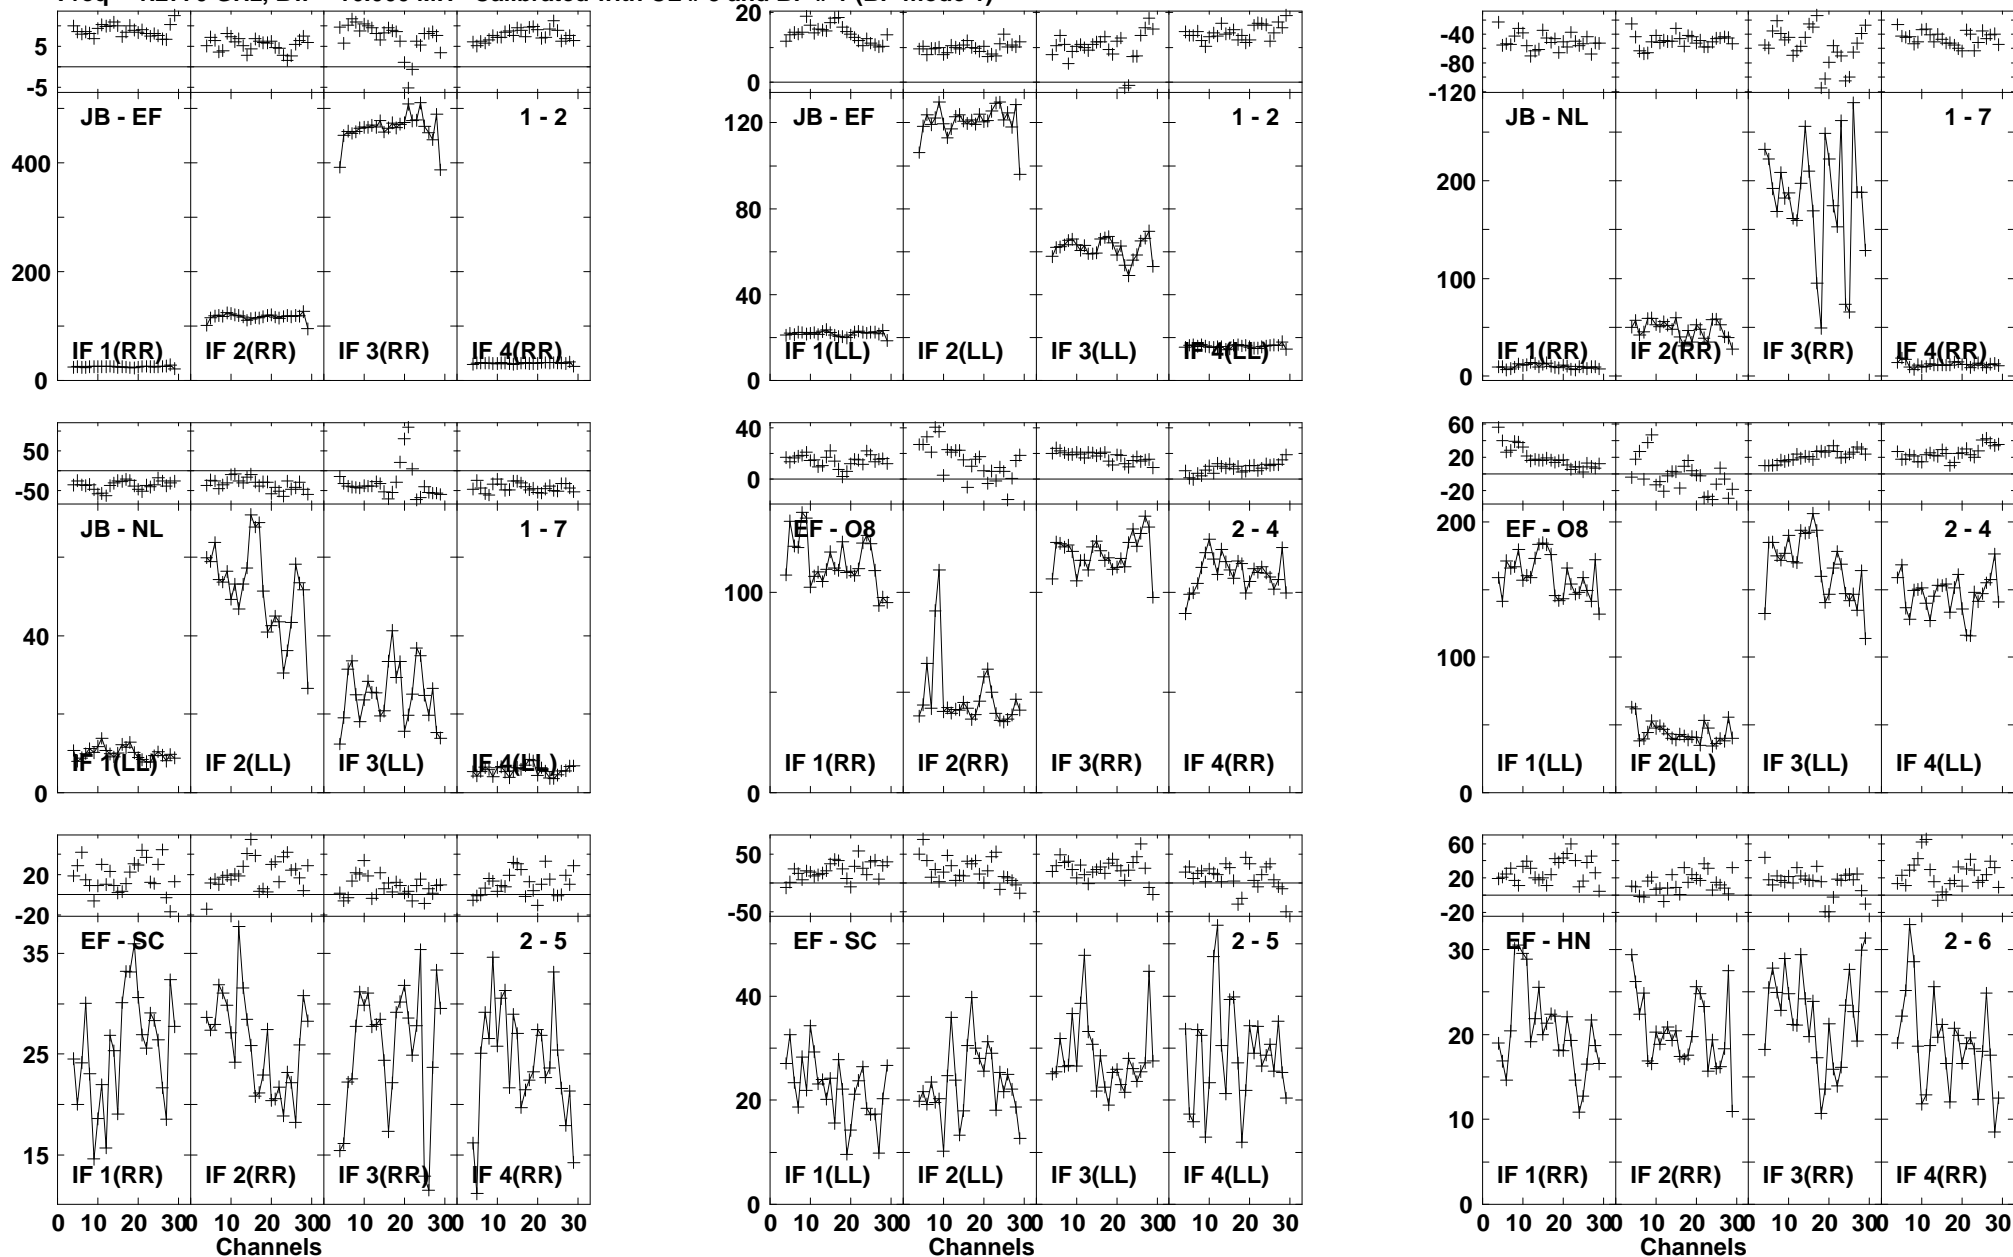 5
-5
JB - EF
1 - 2
400
200
0
IF 1(RR)
IF 2(RR)
IF 3(RR)
IF 4(RR)
20
10
0
JB - EF
1 - 2
120
80
40
0
IF 1(LL)
IF 2(LL)
IF 3(LL)
IF 4(LL)
-40
-80
-120
JB - NL
1 - 7
200
100
0
IF 1(RR)
IF 2(RR)
IF 3(RR)
IF 4(RR)
50
-50
JB - NL
1 - 7
40
0
IF 1(LL)
IF 2(LL)
IF 3(LL)
IF 4(LL)
40
0
EF - O8
2 - 4
100
0
IF 1(RR)
IF 2(RR)
IF 3(RR)
IF 4(RR)
60
20
-20
EF - O8
2 - 4
200
100
0
IF 1(LL)
IF 2(LL)
IF 3(LL)
IF 4(LL)
20
-20
EF - SC
2 - 5
35
25
15
IF 1(RR)
IF 2(RR)
IF 3(RR)
IF 4(RR)
0 10 20 30 0 10 20 30 0 10 20 30 0 10 20 30
Channels
50
-50
EF - SC
2 - 5
40
20
0
IF 1(LL)
IF 2(LL)
IF 3(LL)
IF 4(LL)
0 10 20 30 0 10 20 30 0 10 20 30 0 10 20 30
Channels
60
20
-20
EF - HN
2 - 6
30
20
10
0
IF 1(RR)
IF 2(RR)
IF 3(RR)
IF 4(RR)
0 10 20 30 0 10 20 30 0 10 20 30 0 10 20 30
Channels